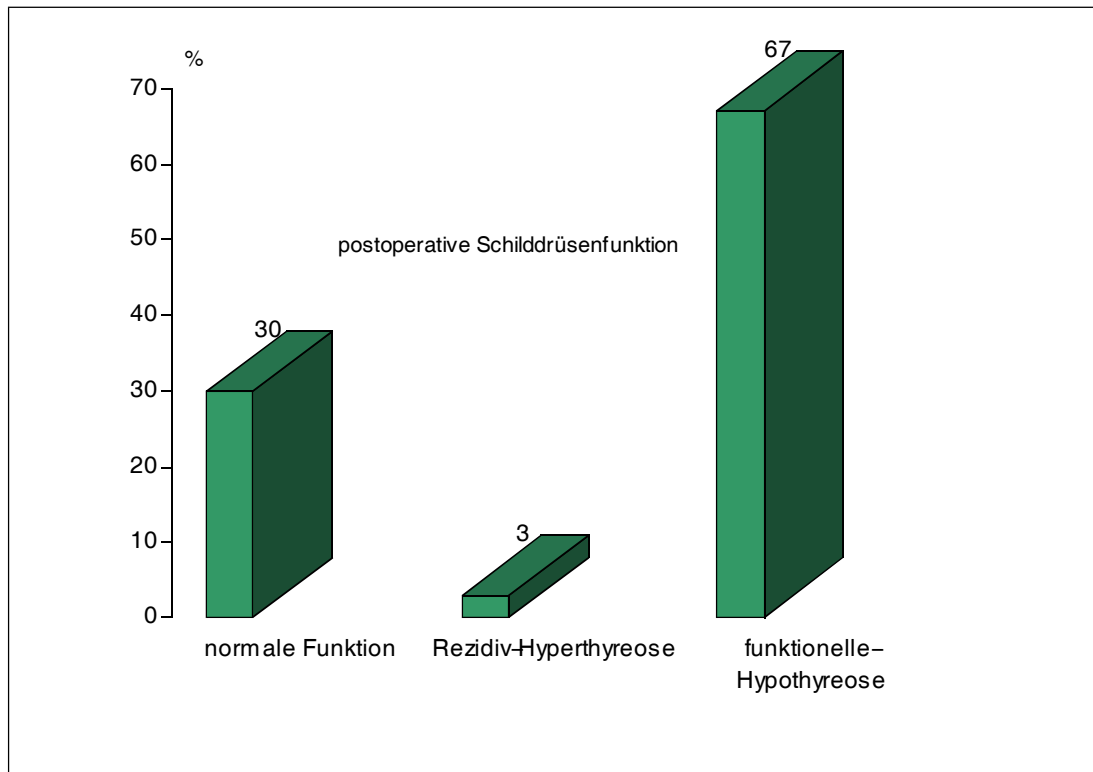 %
70
60
50
40
30
20
10
0
postoperative Schilddrüsenfunktion
30
3
67
normale Funktion
Rezidiv-Hyperthyreose
funktionelle-
Hypothyreose